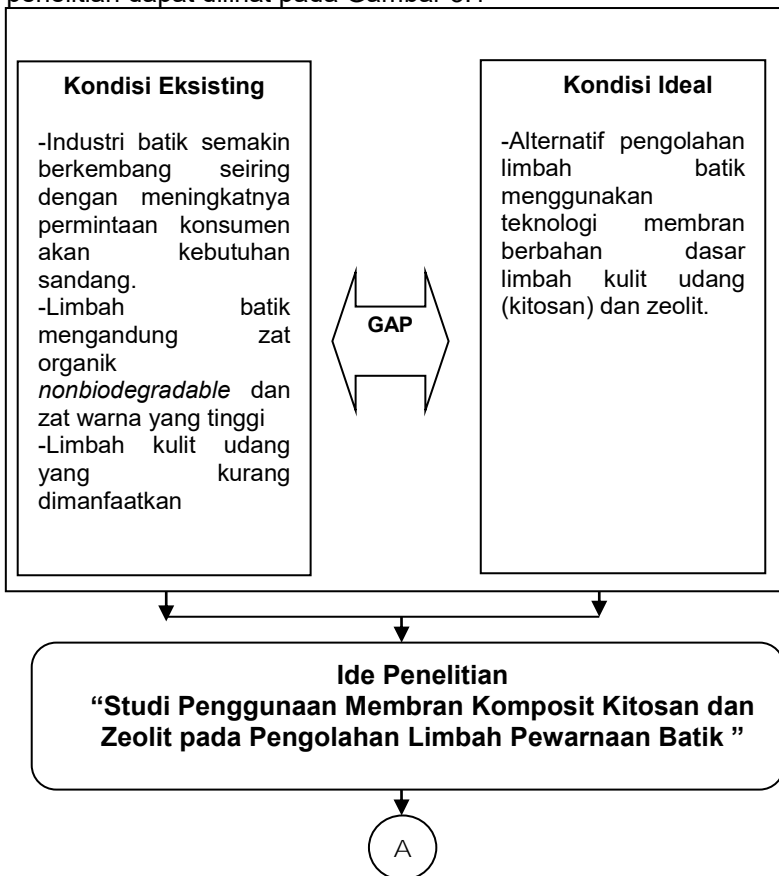 penelitian dapat dilihat pada Gambar 3.1
Kondisi Eksisting
-Industri batik semakin
berkembang seiring
dengan meningkatnya
permintaan konsumen
akan kebutuhan
sandang.
-Limbah batik
mengandung zat
organik
nonbiodegradable dan
zat warna yang tinggi
-Limbah kulit udang
yang kurang
dimanfaatkan
GAP
Kondisi Ideal
-Alternatif pengolahan
limbah batik
menggunakan
teknologi membran
berbahan dasar
limbah kulit udang
(kitosan) dan zeolit.
Ide Penelitian
“Studi Penggunaan Membran Komposit Kitosan dan
Zeolit pada Pengolahan Limbah Pewarnaan Batik ”
A